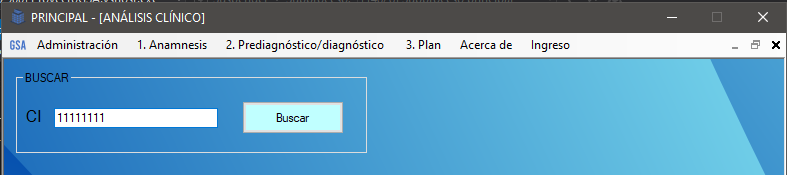 PRINCIPAL - [ANÁLISIS CLÍNICO]
GSA Administración 1. Anamnesis 2. Prediagnóstico/diagnóstico 3. Plan Acerca de Ingreso
BUSCAR
CI 11111111 Buscar